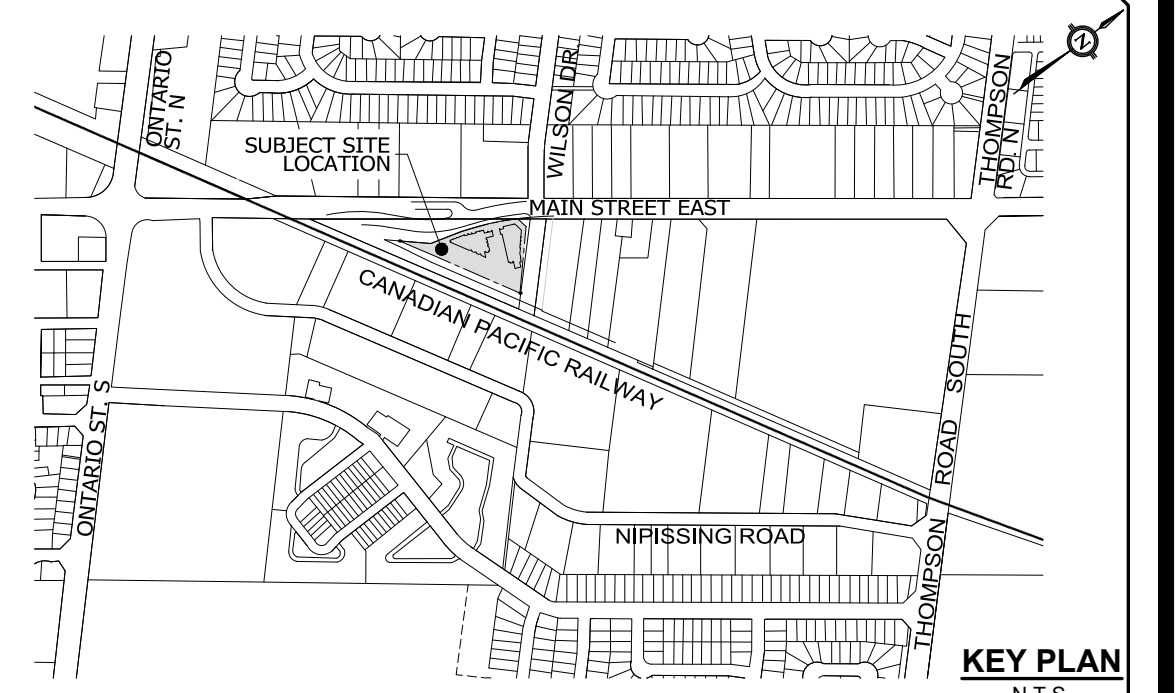 N
ONTARIO
ST. N
WILSON DR.
THOMPSON
RD. N
SUBJECT SITE
LOCATION
MAIN STREET EAST
CANADIAN PACIFIC RAILWAY
ONTARIO ST. S
THOMPSON ROAD SOUTH
NIPISSING ROAD
KEY PLAN
N.T.S.